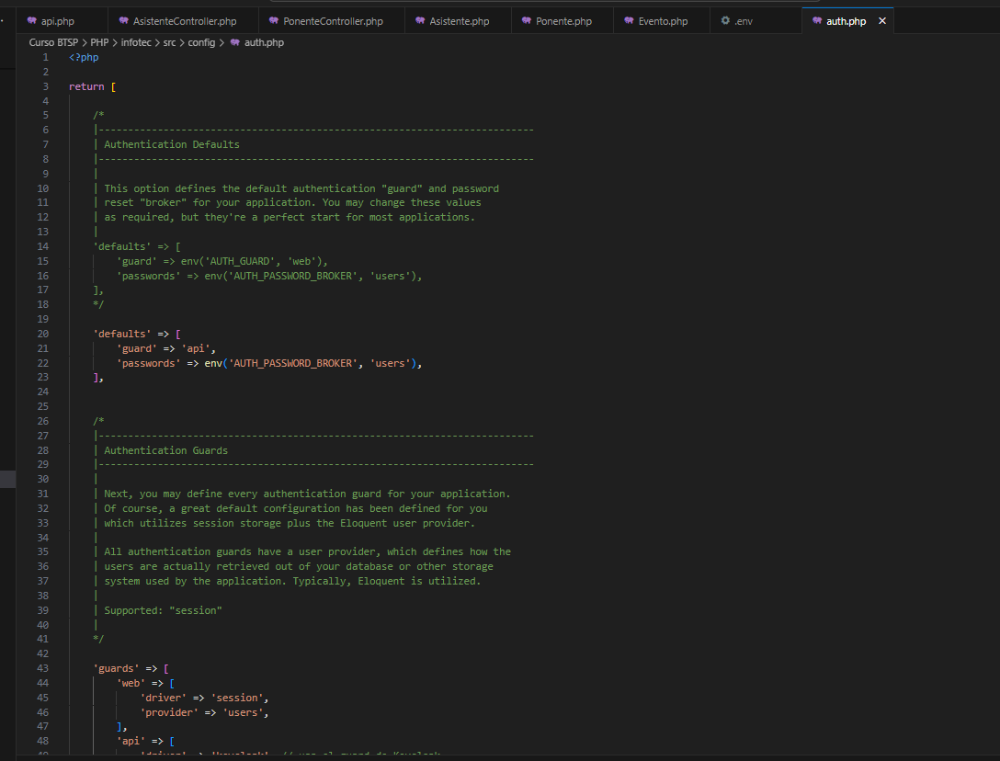 api.php AsistenteController.php PonenteController.php Asistente.php Ponente.php Evento.php .env auth.php ×
Curso BTSP > PHP > infotec > src > config > auth.php
1 <?php
2
3 return [
4
5 /*
6 |--------------------------------------------------------------------------
7 | Authentication Defaults
8 |--------------------------------------------------------------------------
9 |
10 | This option defines the default authentication "guard" and password
11 | reset "broker" for your application. You may change these values
12 | as required, but they're a perfect start for most applications.
13 |
14 'defaults' => [
15 'guard' => env('AUTH_GUARD', 'web'),
16 'passwords' => env('AUTH_PASSWORD_BROKER', 'users'),
17 ],
18 */
19
20 'defaults' => [
21 'guard' => 'api',
22 'passwords' => env('AUTH_PASSWORD_BROKER', 'users'),
23 ],
24
25
26 /*
27 |--------------------------------------------------------------------------
28 | Authentication Guards
29 |--------------------------------------------------------------------------
30 |
31 | Next, you may define every authentication guard for your application.
32 | Of course, a great default configuration has been defined for you
33 | which utilizes session storage plus the Eloquent user provider.
34 |
35 | All authentication guards have a user provider, which defines how the
36 | users are actually retrieved out of your database or other storage
37 | system used by the application. Typically, Eloquent is utilized.
38 |
39 | Supported: "session"
40 |
41 */
42
43 'guards' => [
44 'web' => [
45 'driver' => 'session',
46 'provider' => 'users',
47 ],
48 'api' => [